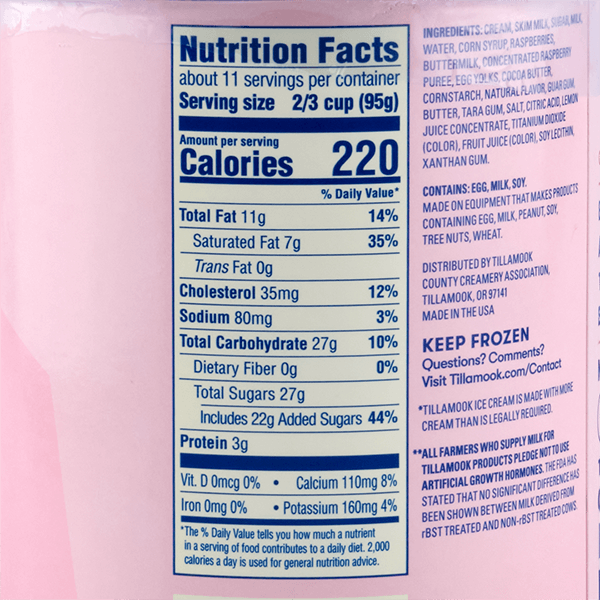 Nutrition Facts
about 11 servings per container
Serving size 2/3 cup (95g)
Amount per serving
Calories 220
% Daily Value*
Total Fat 11g 14%
Saturated Fat 7g 35%
Trans Fat 0g
Cholesterol 35mg 12%
Sodium 80mg 3%
Total Carbohydrate 27g 10%
Dietary Fiber 0g 0%
Total Sugars 27g
Includes 22g Added Sugars 44%
Protein 3g
Vit. D 0mcg 0% • Calcium 110mg 8%
Iron 0mg 0% • Potassium 160mg 4%
*The % Daily Value tells you how much a nutrient
in a serving of food contributes to a daily diet. 2,000
calories a day is used for general nutrition advice.
INGREDIENTS: CREAM, SKIM MILK, SUGAR, MILK,
WATER, CORN SYRUP, RASPBERRIES,
BUTTERMILK, CONCENTRATED RASPBERRY
PUREE, EGG YOLKS, COCOA BUTTER,
CORNSTARCH, NATURAL FLAVOR, GUAR GUM,
BUTTER, TARA GUM, SALT, CITRIC ACID, LEMON
JUICE CONCENTRATE, TITANIUM DIOXIDE
(COLOR), FRUIT JUICE (COLOR), SOY LECITHIN,
XANTHAN GUM.
CONTAINS: EGG, MILK, SOY.
MADE ON EQUIPMENT THAT MAKES PRODUCTS
CONTAINING EGG, MILK, PEANUT, SOY,
TREE NUTS, WHEAT.
DISTRIBUTED BY TILLAMOOK
COUNTY CREAMERY ASSOCIATION,
TILLAMOOK, OR 97141
MADE IN THE USA
KEEP FROZEN
Questions? Comments?
Visit Tillamook.com/Contact
*TILLAMOOK ICE CREAM IS MADE WITH MORE
CREAM THAN IS LEGALLY REQUIRED.
**ALL FARMERS WHO SUPPLY MILK FOR
TILLAMOOK PRODUCTS PLEDGE NOT TO USE
ARTIFICIAL GROWTH HORMONES. THE FDA HAS
STATED THAT NO SIGNIFICANT DIFFERENCE HAS
BEEN SHOWN BETWEEN MILK DERIVED FROM
rBST TREATED AND NON-rBST TREATED COWS.